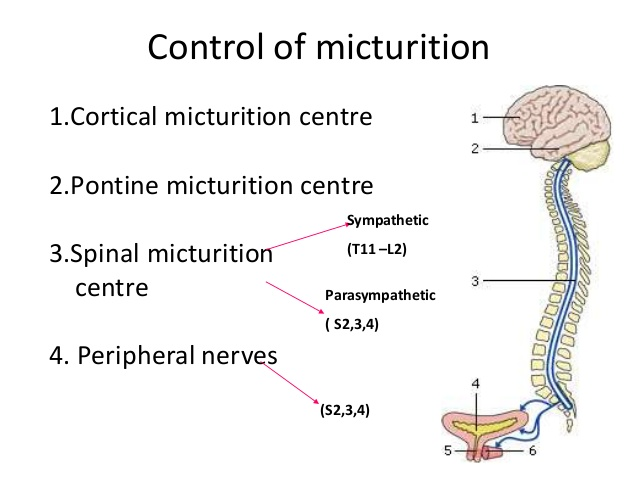 Control of micturition
1.Cortical micturition centre
2.Pontine micturition centre
Sympathetic
(T11 –L2)
3.Spinal micturition
centre
Parasympathetic
( S2,3,4)
4. Peripheral nerves
(S2,3,4)
1
2
3
4
5
6